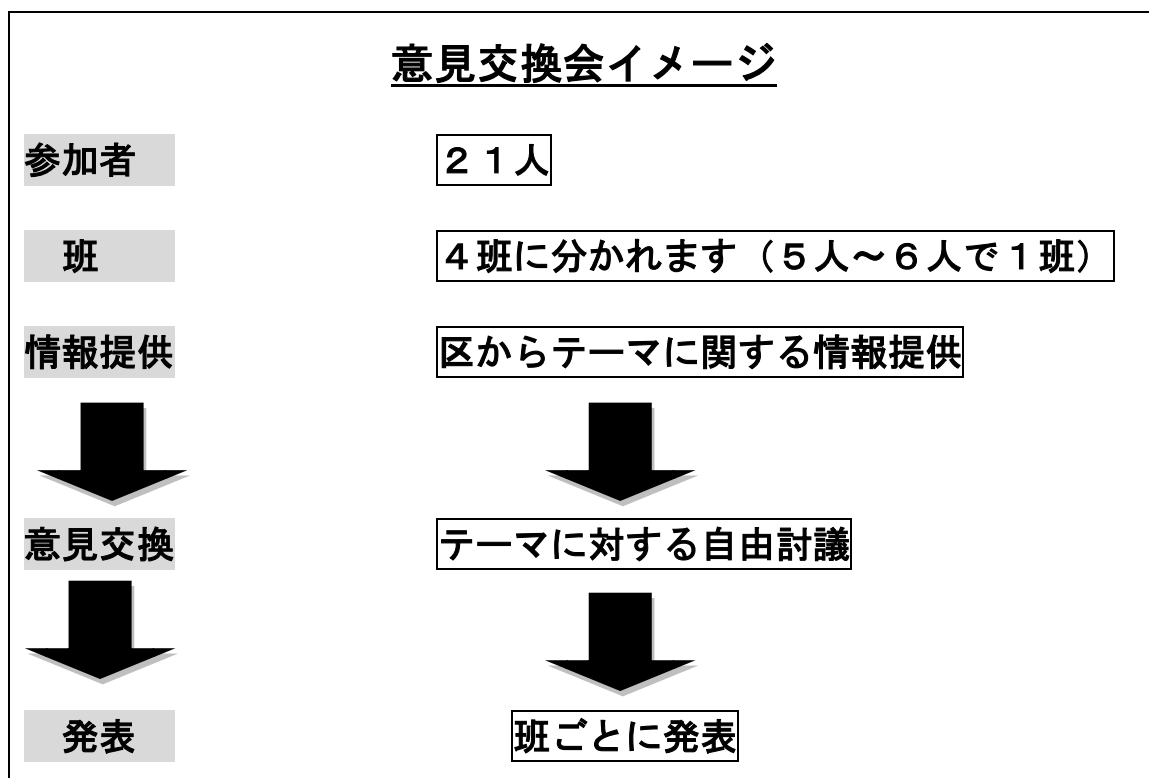 意見交換会イメージ
参加者 ２１人
班 ４班に分かれます（５人～６人で１班）
情報提供 区からテーマに関する情報提供
意見交換 テーマに対する自由討議
発表 班ごとに発表